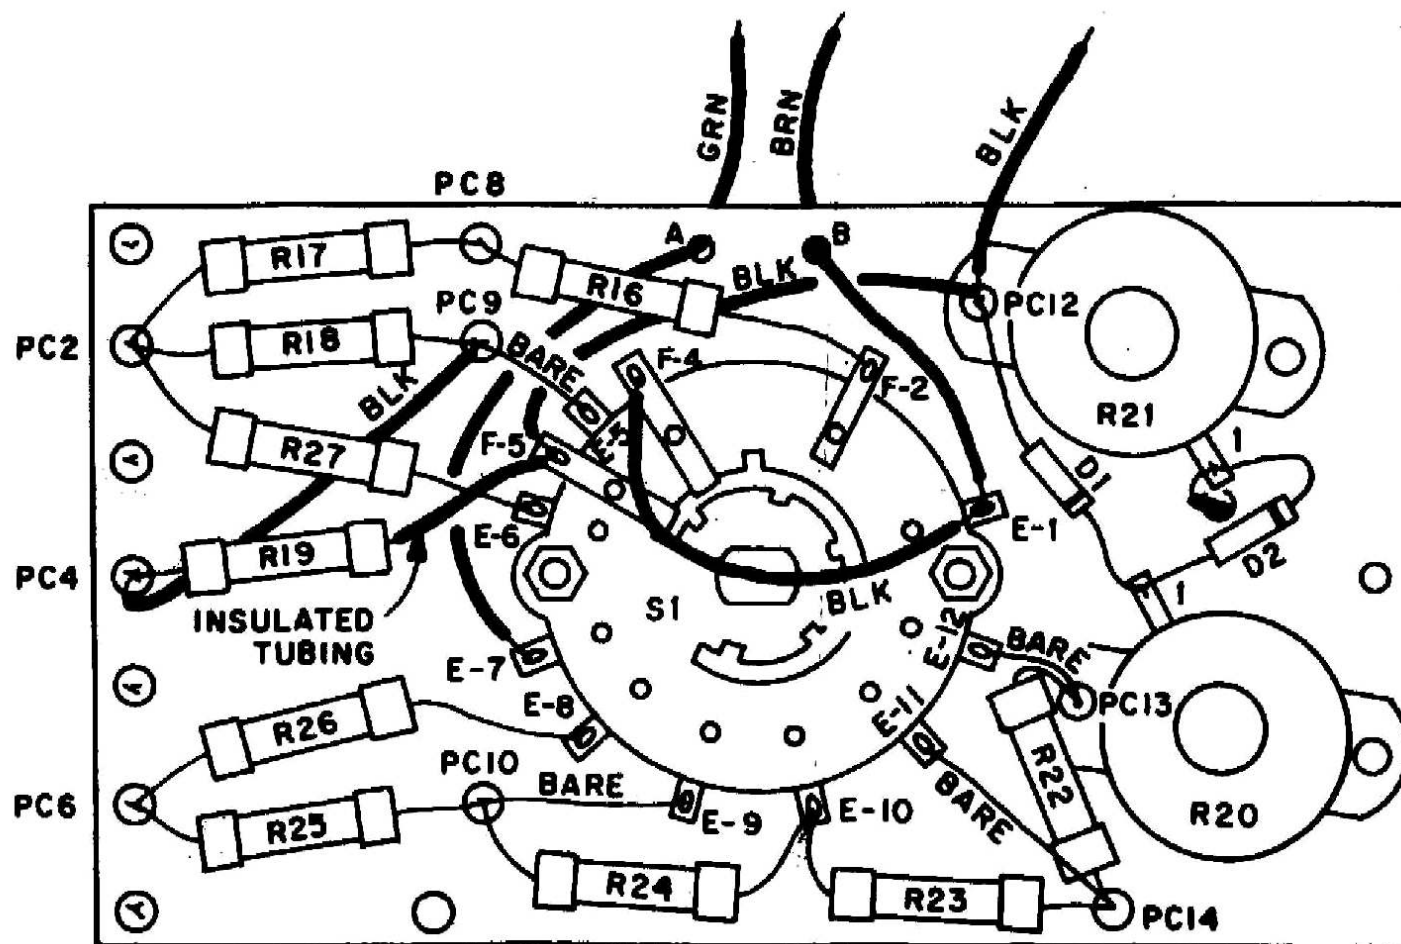 GRN
BRN
BLK
PC8
A
B
R17
R16
BLK
PC9
PC12
PC2
R18
BARE
F-4
F-2
R21
BLK
E-5
1
R27
F-5
D1
E-6
E-1
R19
D2
PC4
S1
BLK
1
INSULATED
TUBING
E-12
BARE
E-7
E-8
E-11
PC13
R26
PC10
BARE
R22
PC6
R25
E-9
E-10
BARE
R20
R24
R23
PC14